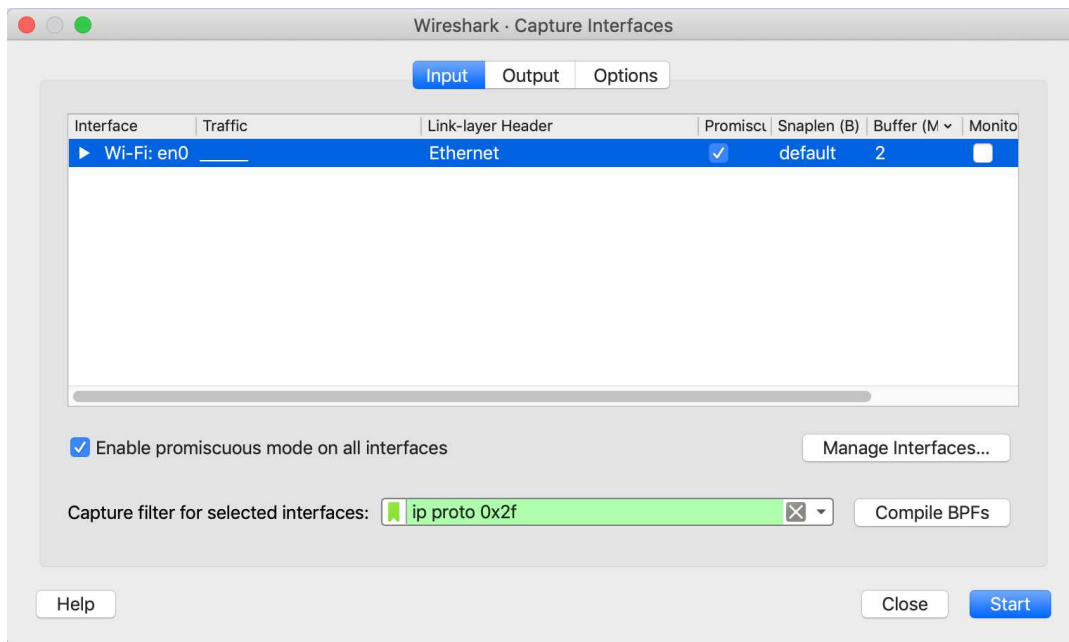 Wireshark · Capture Interfaces
Input Output Options
Interface Traffic Link-layer Header Promiscu Snaplen (B) Buffer (M Monito
Wi-Fi: en0 Ethernet default 2
Enable promiscuous mode on all interfaces Manage Interfaces...
Capture filter for selected interfaces: ip proto 0x2f Compile BPFs
Help Close Start